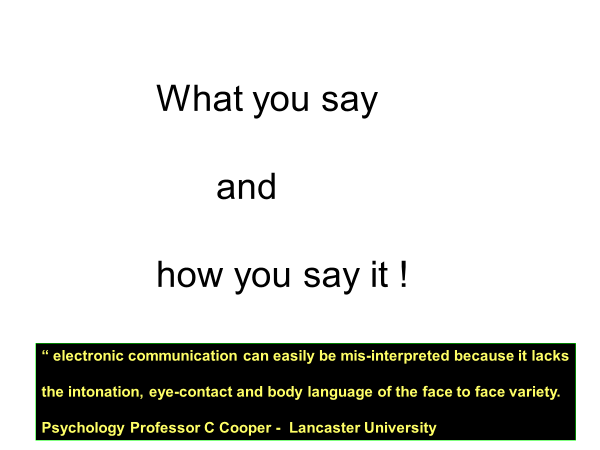 What you say
and
how you say it !
“ electronic communication can easily be mis-interpreted because it lacks
the intonation, eye-contact and body language of the face to face variety.
Psychology Professor C Cooper - Lancaster University